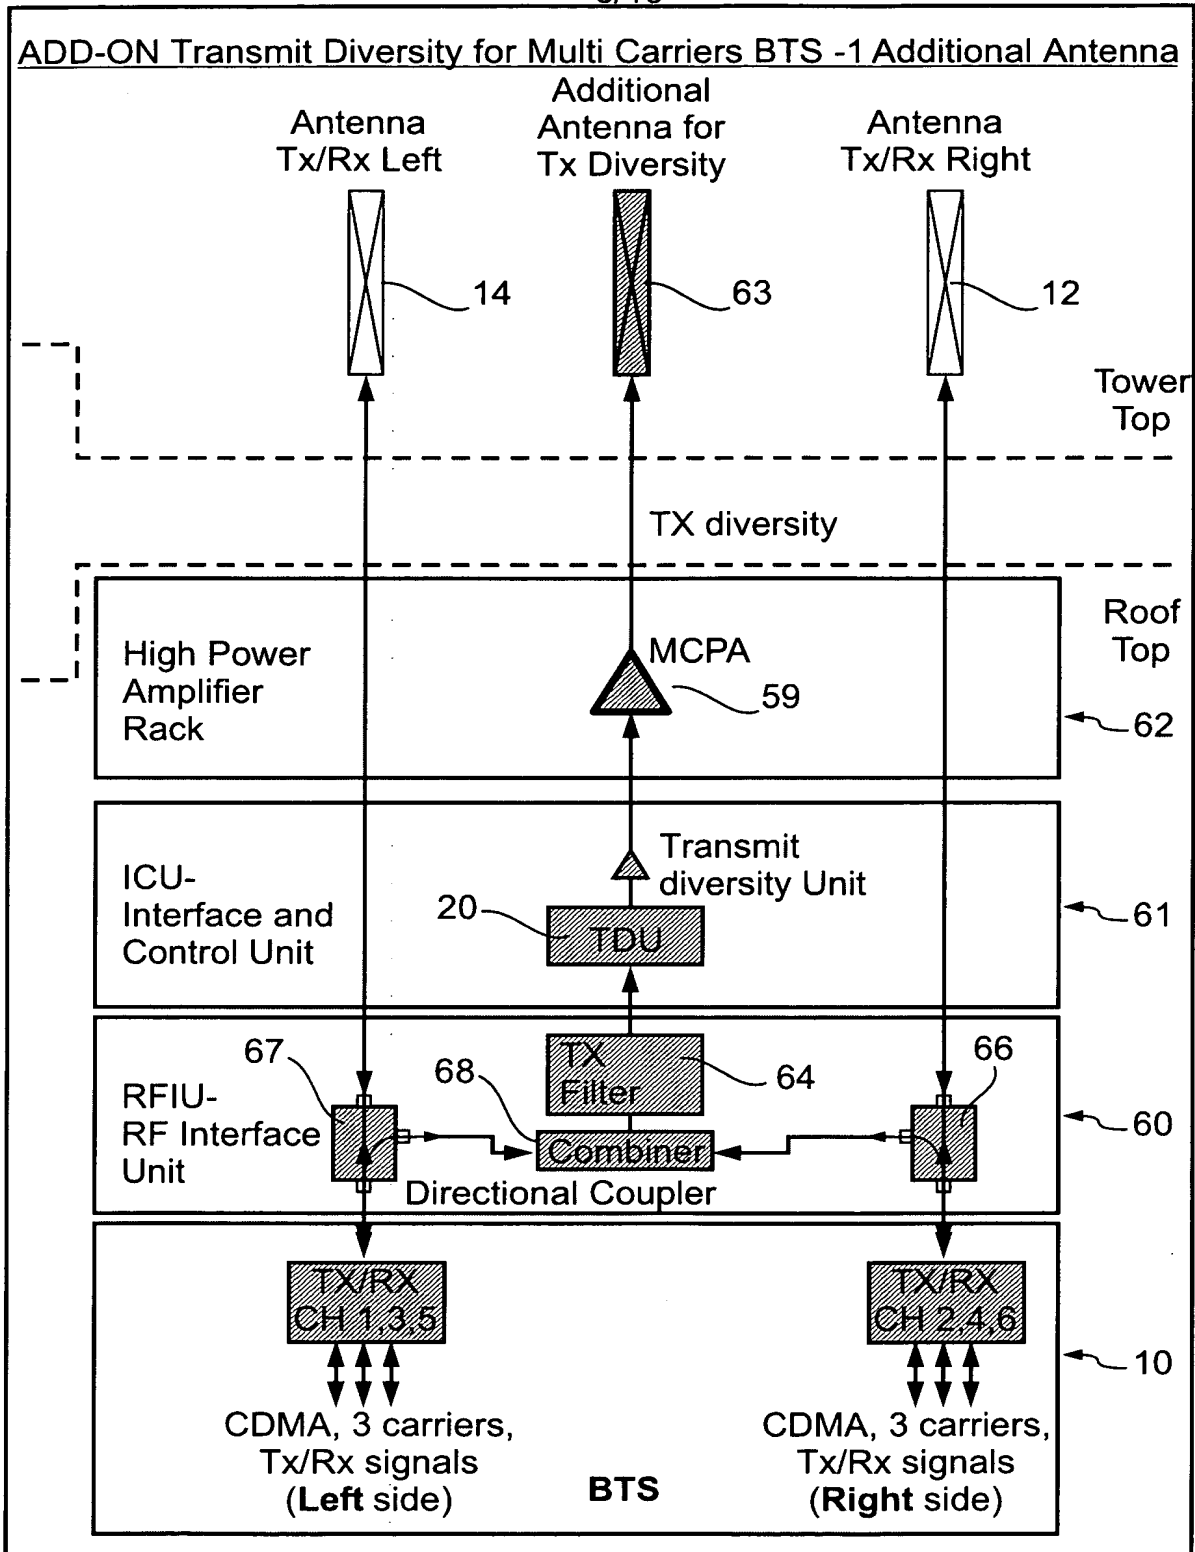 ADD-ON Transmit Diversity for Multi Carriers BTS -1 Additional Antenna
Antenna
Tx/Rx Left
Additional
Antenna for
Tx Diversity
Antenna
Tx/Rx Right
14
63
12
Tower
Top
TX diversity
Roof
Top
High Power
Amplifier
Rack
MCPA
59
62
ICU-
Interface and
Control Unit
Transmit
diversity Unit
20
TDU
61
67
68
TX
Filter
64
66
RFIU-
RF Interface
Unit
Combiner
60
Directional Coupler
TX/RX
CH 1,3,5
TX/RX
CH 2,4,6
10
CDMA, 3 carriers,
Tx/Rx signals
(Left side)
BTS
CDMA, 3 carriers,
Tx/Rx signals
(Right side)